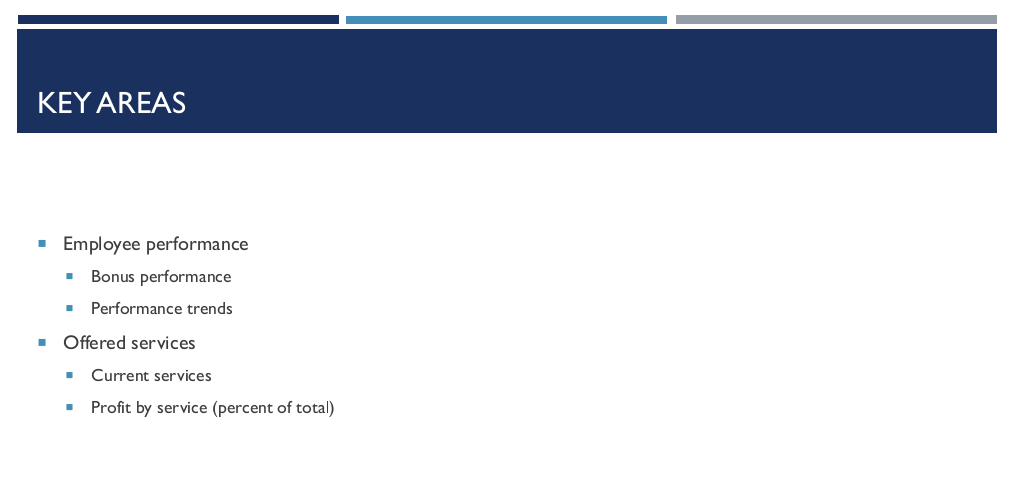 KEY AREAS
Employee performance
Bonus performance
Performance trends
Offered services
Current services
Profit by service (percent of total)